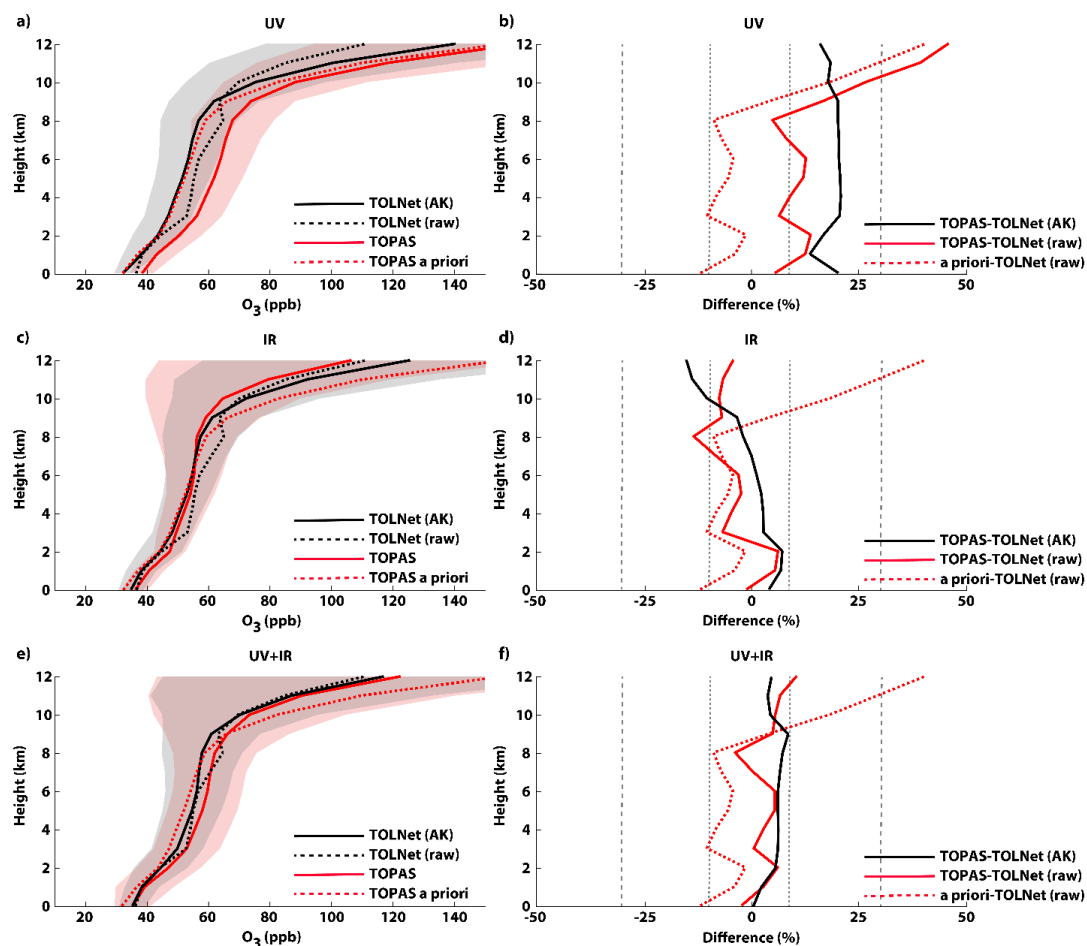 a) UV
12
10
8
6
4
2
0
Height (km)
TOLNet (AK)
TOLNet (raw)
TOPAS
TOPAS a priori
20 40 60 80 100 120 140
O3 (ppb)
b) UV
12
10
8
6
4
2
0
Height (km)
TOPAS-TOLNet (AK)
TOPAS-TOLNet (raw)
a priori-TOLNet (raw)
-50 -25 0 25 50
Difference (%)
c) IR
12
10
8
6
4
2
0
Height (km)
TOLNet (AK)
TOLNet (raw)
TOPAS
TOPAS a priori
20 40 60 80 100 120 140
O3 (ppb)
d) IR
12
10
8
6
4
2
0
Height (km)
TOPAS-TOLNet (AK)
TOPAS-TOLNet (raw)
a priori-TOLNet (raw)
-50 -25 0 25 50
Difference (%)
e) UV+IR
12
10
8
6
4
2
0
Height (km)
TOLNet (AK)
TOLNet (raw)
TOPAS
TOPAS a priori
20 40 60 80 100 120 140
O3 (ppb)
f) UV+IR
12
10
8
6
4
2
0
Height (km)
TOPAS-TOLNet (AK)
TOPAS-TOLNet (raw)
a priori-TOLNet (raw)
-50 -25 0 25 50
Difference (%)